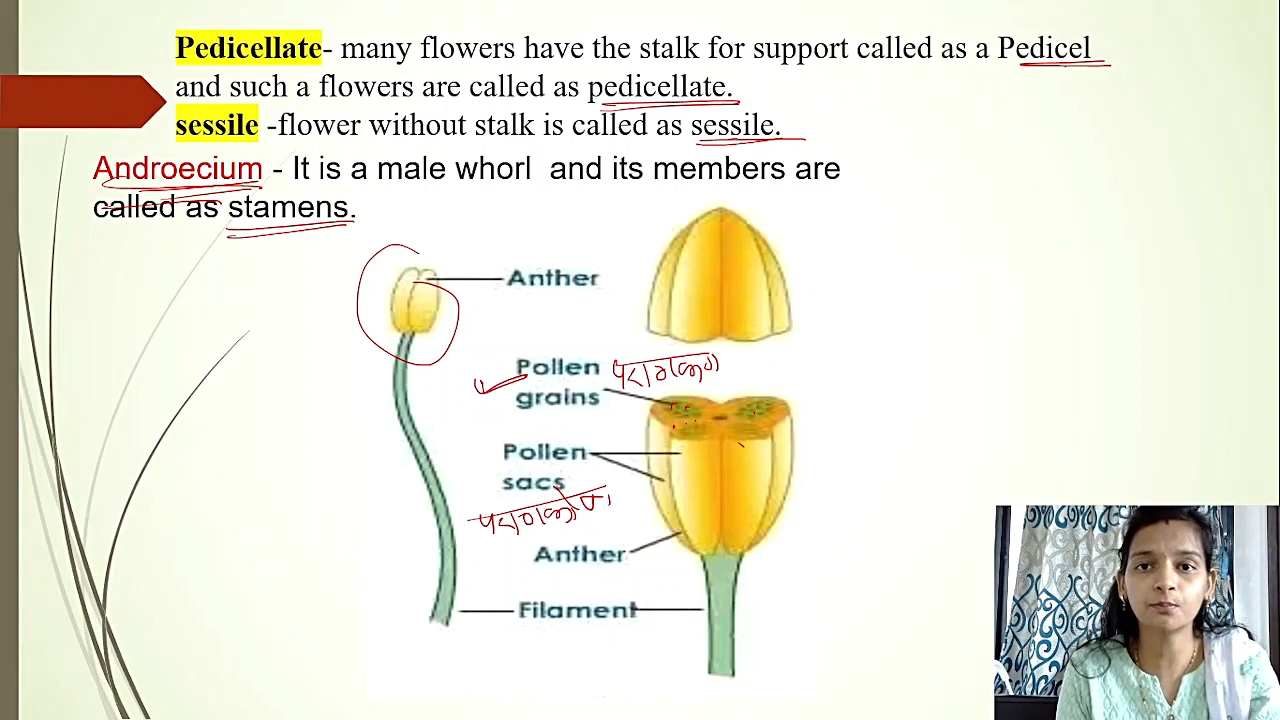 Pedicellate- many flowers have the stalk for support called as a Pedicel
and such a flowers are called as pedicellate.
sessile -flower without stalk is called as sessile.
Androecium - It is a male whorl and its members are
called as stamens.
Anther
Pollen
grains
परागकण
Pollen
sacs
Anther
Filament